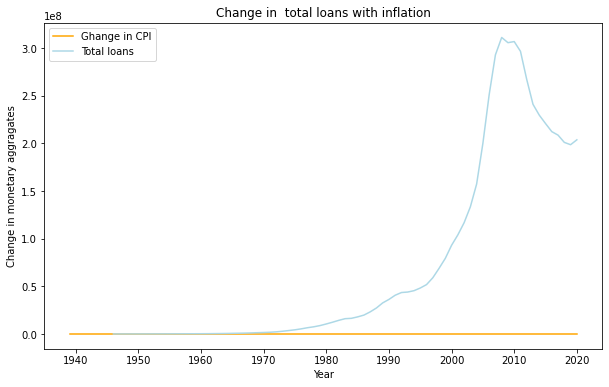 Change in  total loans with inflation
1e8
Ghange in CPI
Total loans
3.0
2.5
2.0
1.5
1.0
0.5
0.0
Change in monetary aggragates
1940 1950 1960 1970 1980 1990 2000 2010 2020
Year